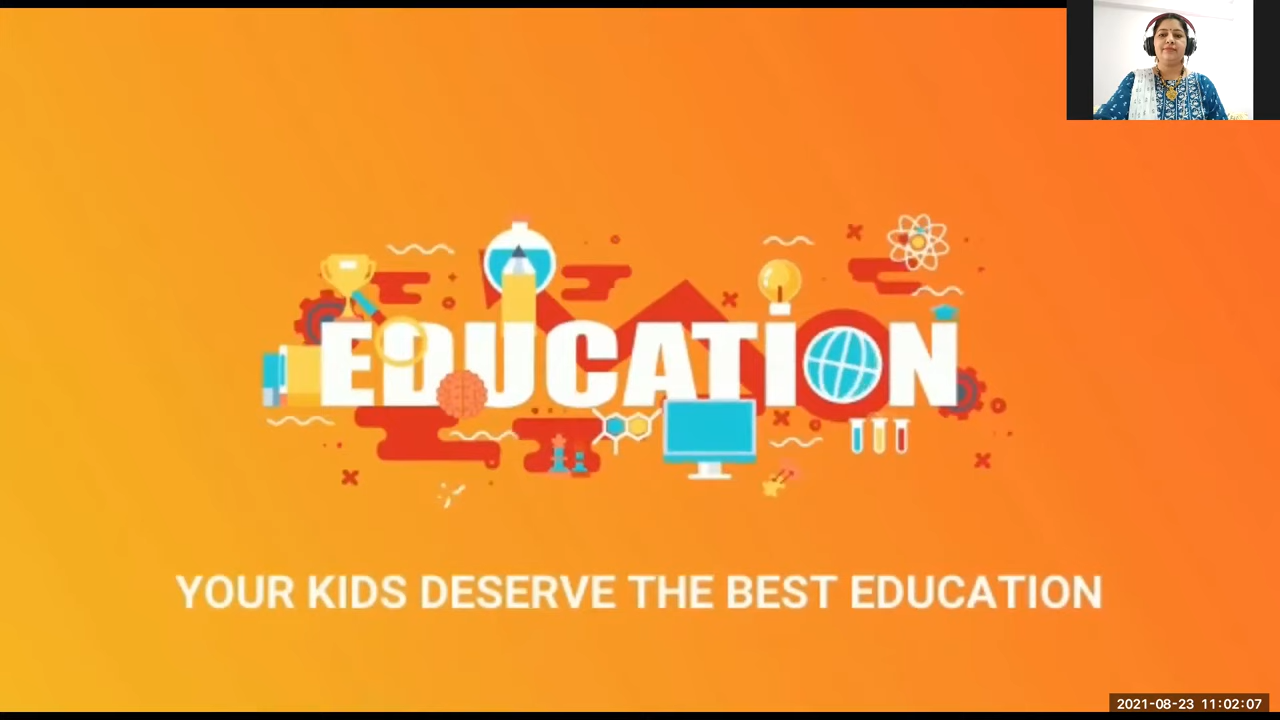 EDUCATION
YOUR KIDS DESERVE THE BEST EDUCATION
2021-08-23 11:02:07